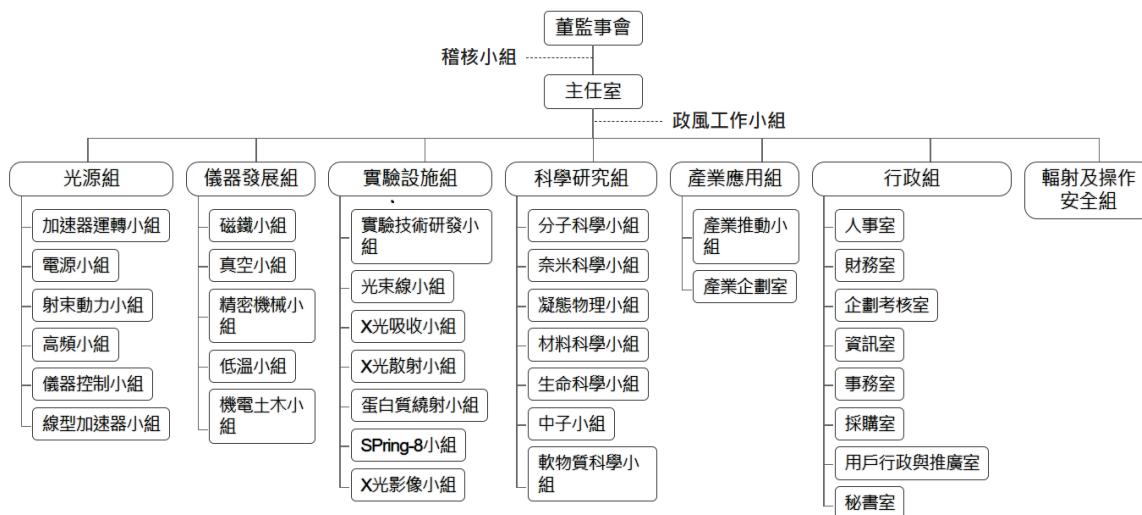 董監事會
稽核小組
主任室
政風工作小組
光源組
加速器運轉小組
電源小組
射束動力小組
高頻小組
儀器控制小組
線型加速器小組
儀器發展組
磁鐵小組
真空小組
精密機械小
組
低溫小組
機電土木小
組
實驗設施組
實驗技術研發小
組
光束線小組
X光吸收小組
X光散射小組
蛋白質繞射小組
SPring-8小組
X光影像小組
科學研究組
分子科學小組
奈米科學小組
凝態物理小組
材料科學小組
生命科學小組
中子小組
軟物質科學小
組
產業應用組
產業推動小
組
產業企劃室
行政組
人事室
財務室
企劃考核室
資訊室
事務室
採購室
用戶行政與推廣室
秘書室
輻射及操作
安全組